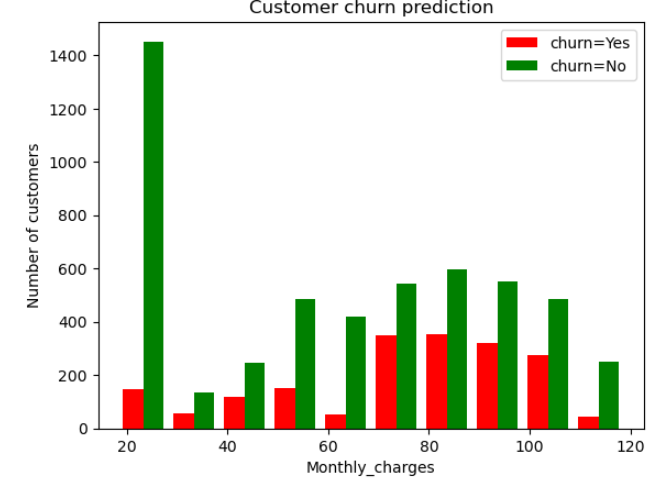 Customer churn prediction
churn=Yes
churn=No
Number of customers
1400
1200
1000
800
600
400
200
0
20 40 60 80 100 120
Monthly_charges